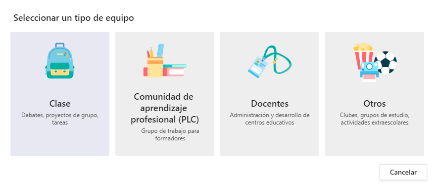 Seleccionar un tipo de equipo
Clase
Debates, proyectos de grupo,
tareas
Comunidad de
aprendizaje
profesional (PLC)
Grupo de trabajo para
formadores
Docentes
Administración y desarrollo de
centros educativos
Otros
Clubes, grupos de estudio,
actividades extraescolares
Cancelar